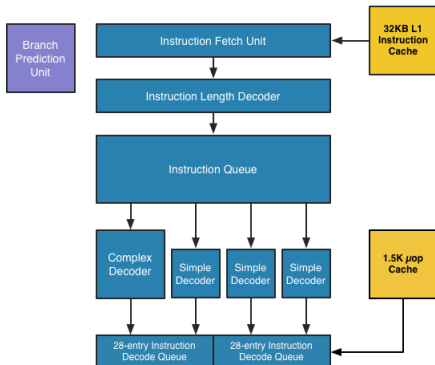 Branch
Prediction
Unit
Instruction Fetch Unit
32KB L1
Instruction
Cache
Instruction Length Decoder
Instruction Queue
Complex
Decoder
Simple
Decoder
Simple
Decoder
Simple
Decoder
1.5K µop
Cache
28-entry Instruction
Decode Queue
28-entry Instruction
Decode Queue